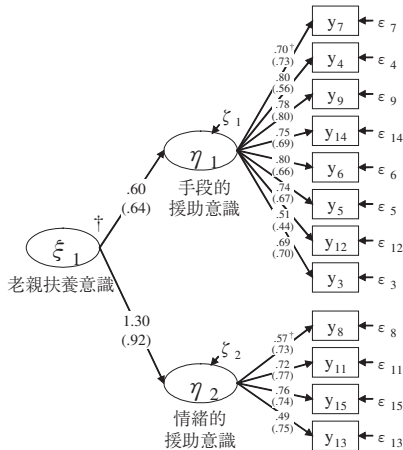 y7
ε7
.70†
(.73)
y4
ε4
.80
(.56)
y9
ε9
.78
(.80)
ζ1
y14
ε14
.75
(.69)
η1
y6
ε6
.80
(.66)
手段的
援助意識
y5
ε5
.74
(.67)
.60
(.64)
y12
ε12
.51
(.44)
†
y3
ε3
.69
(.70)
ξ1
老親扶養意識
1.30
(.92)
y8
ε8
.57†
(.73)
ζ2
y11
ε11
.72
(.77)
η2
y15
ε15
.76
(.74)
情緒的
援助意識
y13
ε13
.49
(.75)